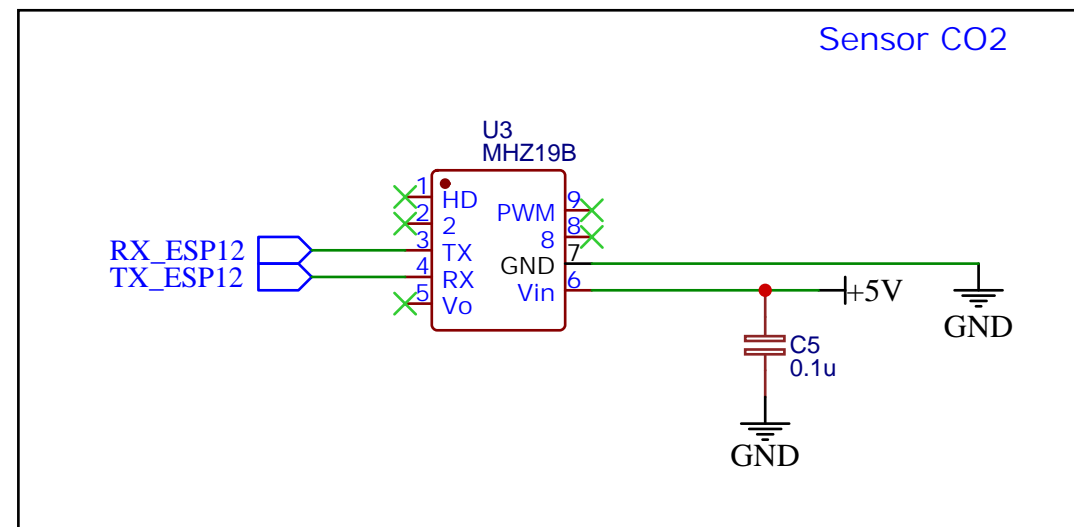 Sensor CO2
U3
MHZ19B
1
HD
2
2
3
TX
4
RX
5
Vo
9
PWM
8
8
7
GND
6
Vin
RX_ESP12
TX_ESP12
+5V
GND
C5
0.1u
GND